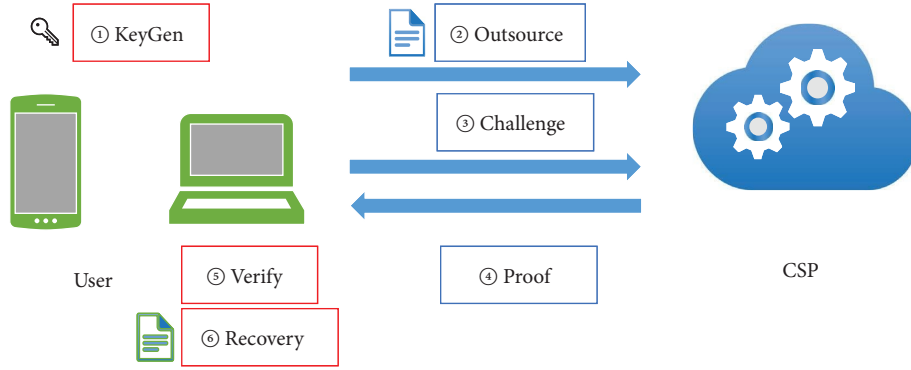 ① KeyGen
② Outsource
③ Challenge
④ Proof
User
⑤ Verify
CSP
⑥ Recovery